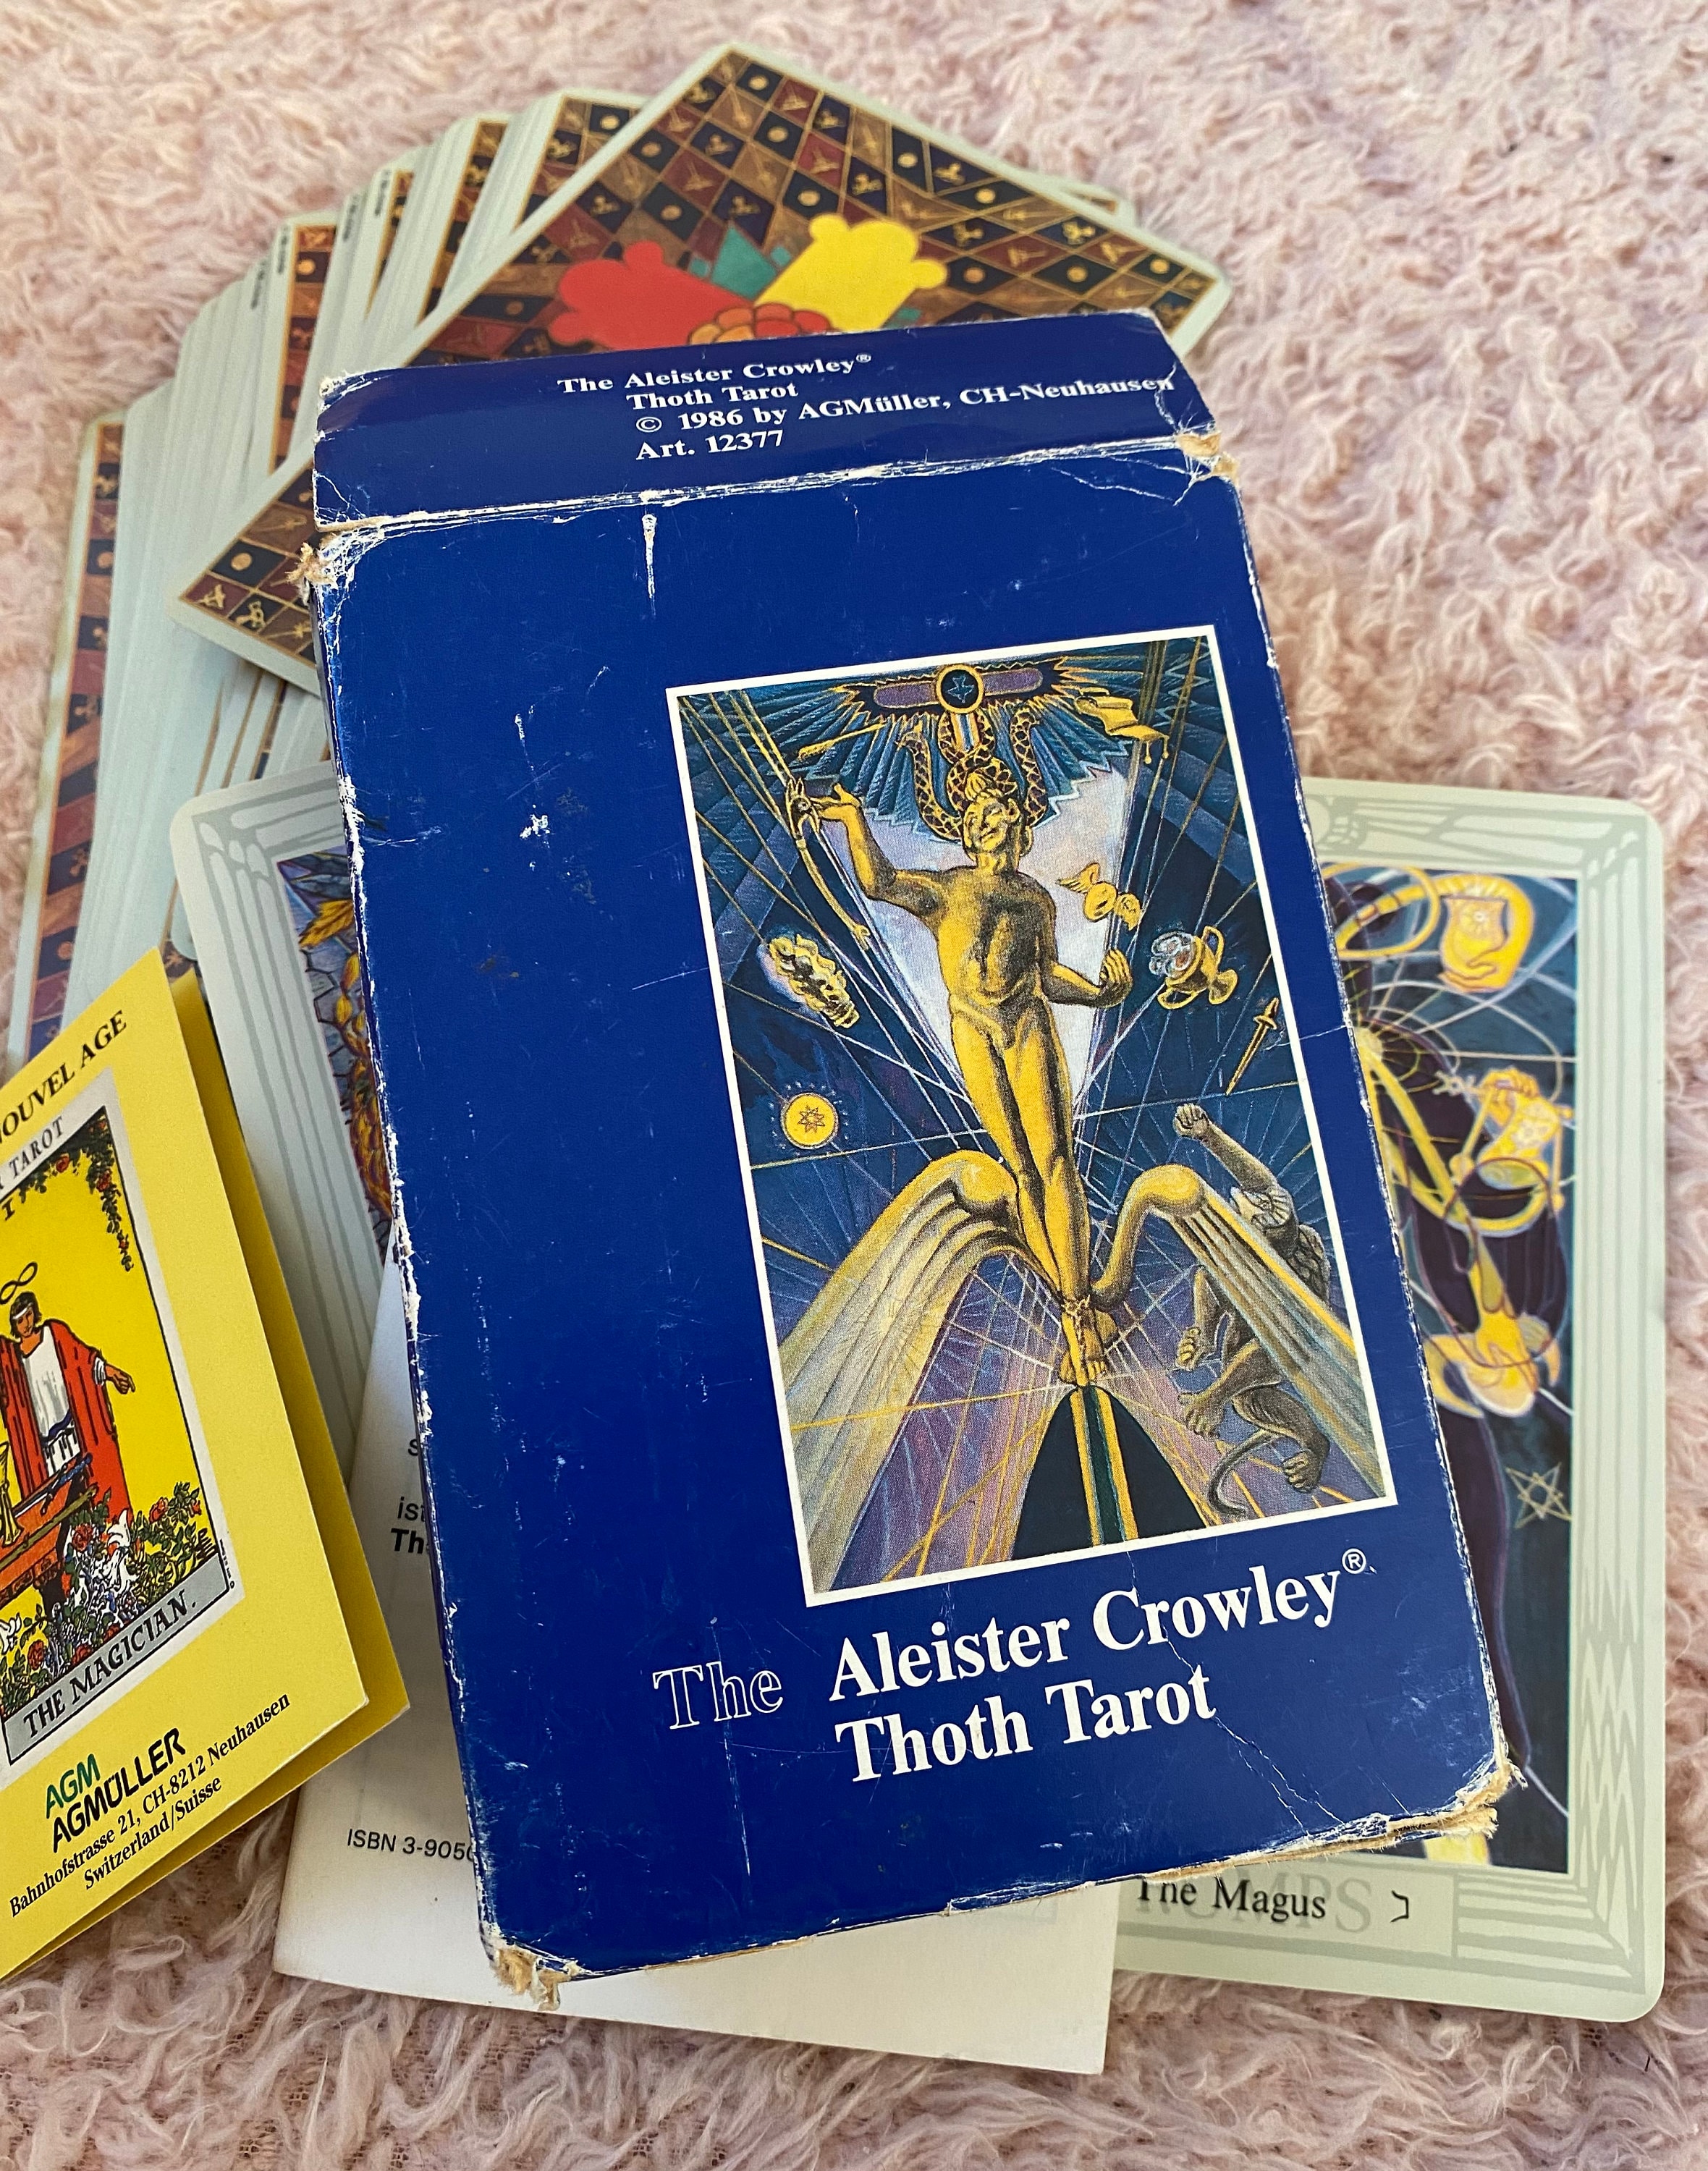 The Aleister Crowley®
Thoth Tarot
© 1986 by AGMüller, CH-Neuhausen
Art. 12377
The Aleister Crowley®
Thoth Tarot
NOUVEL AGE
TAROT
I
THE MAGICIAN.
AGM
AGMÜLLER
Bahnhofstrasse 21, CH-8212 Neuhausen
Switzerland/Suisse
ISBN 3-905
The Magus